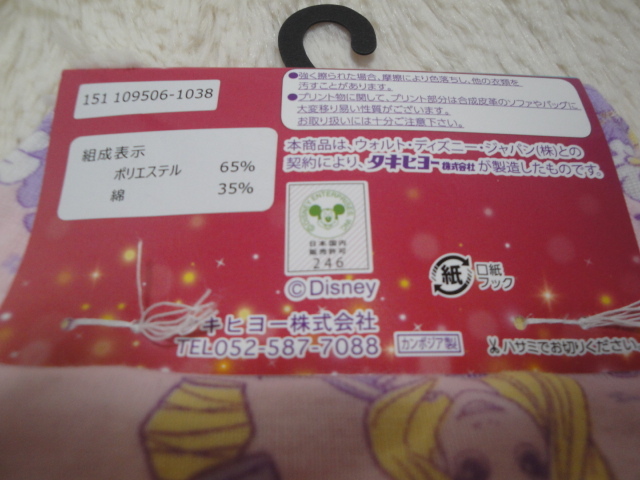 151 109506-1038
組成表示
ポリエステル 65%
綿 35%
●強く擦られた場合、摩擦により色落ちし、他の衣類を
汚すことがあります。
●プリント物に関して、プリント部分は合成皮革のソファやバッグに
大変移り易い性質がございます。
お取り扱いには十分ご注意下さい。
本商品は、ウォルト・ディズニー・ジャパン(株)との
契約により、タキヒヨー株式会社が製造したものです。
日本国内
販売許可
246
©Disney
紙
口紙
フック
キヒヨー株式会社
TEL052-587-7088
カンボジア製
ハサミでお切りください